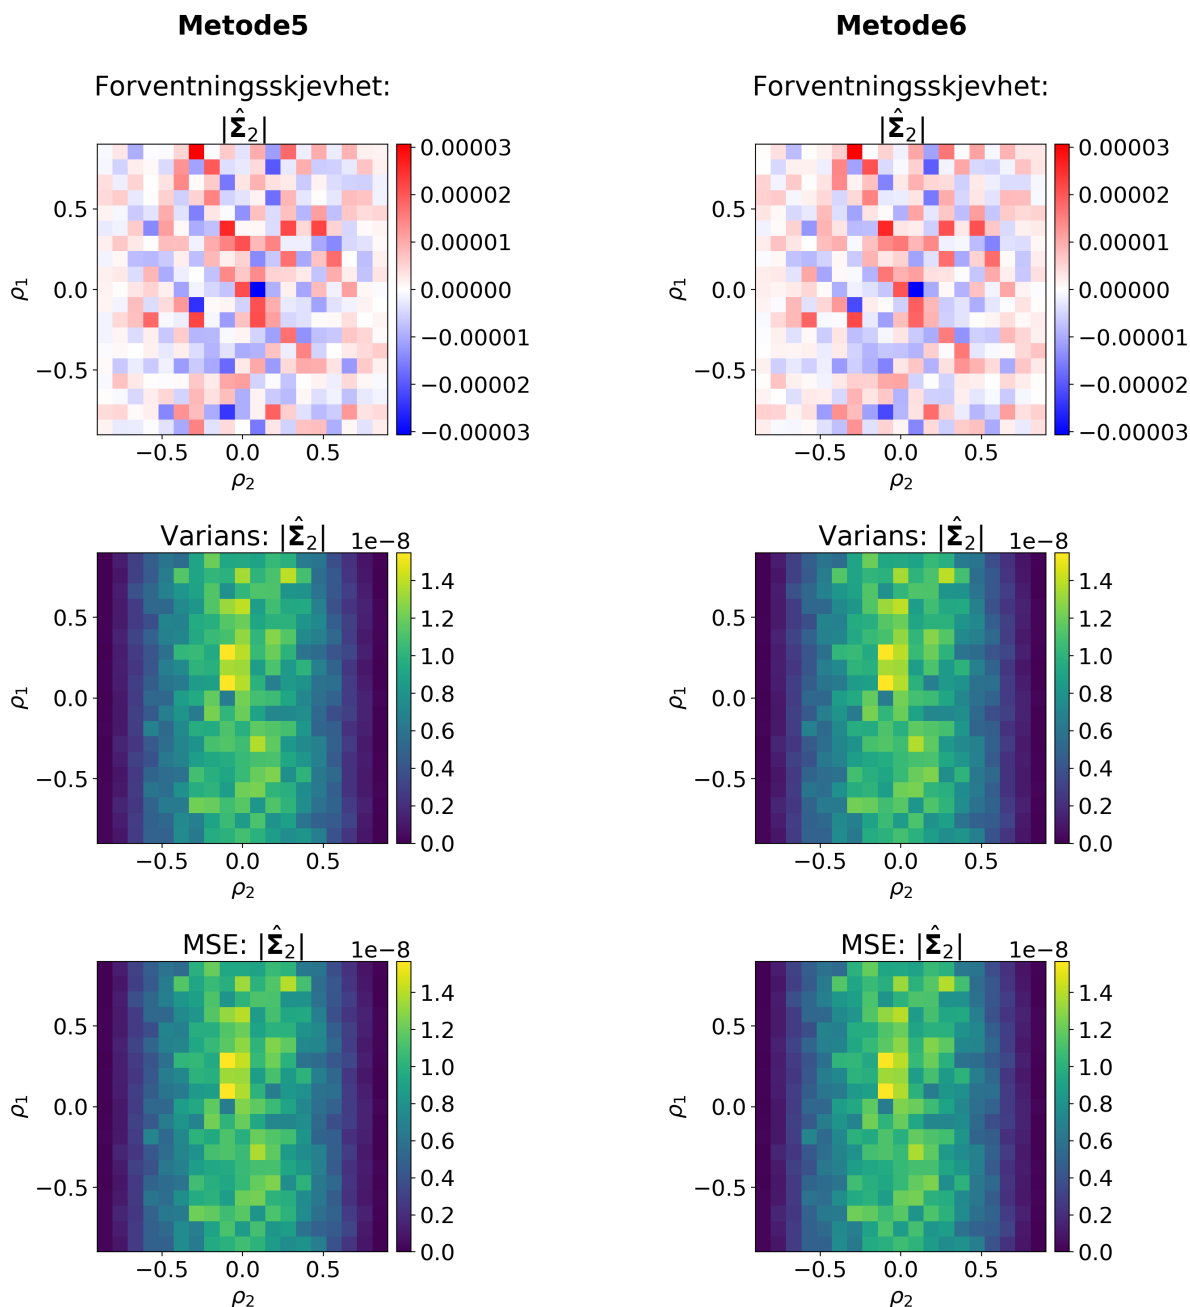 Metode5
Metode6
Forventningsskjevhet:
|Σ̂₂|
0.00003
0.00002
0.00001
0.00000
−0.00001
−0.00002
−0.00003
0.5
0.0
−0.5
ρ₁
−0.5 0.0 0.5
ρ₂
Forventningsskjevhet:
|Σ̂₂|
0.00003
0.00002
0.00001
0.00000
−0.00001
−0.00002
−0.00003
0.5
0.0
−0.5
ρ₁
−0.5 0.0 0.5
ρ₂
Varians: |Σ̂₂| 1e−8
1.4
1.2
1.0
0.8
0.6
0.4
0.2
0.0
0.5
0.0
−0.5
ρ₁
−0.5 0.0 0.5
ρ₂
Varians: |Σ̂₂| 1e−8
1.4
1.2
1.0
0.8
0.6
0.4
0.2
0.0
0.5
0.0
−0.5
ρ₁
−0.5 0.0 0.5
ρ₂
MSE: |Σ̂₂| 1e−8
1.4
1.2
1.0
0.8
0.6
0.4
0.2
0.0
0.5
0.0
−0.5
ρ₁
−0.5 0.0 0.5
ρ₂
MSE: |Σ̂₂| 1e−8
1.4
1.2
1.0
0.8
0.6
0.4
0.2
0.0
0.5
0.0
−0.5
ρ₁
−0.5 0.0 0.5
ρ₂